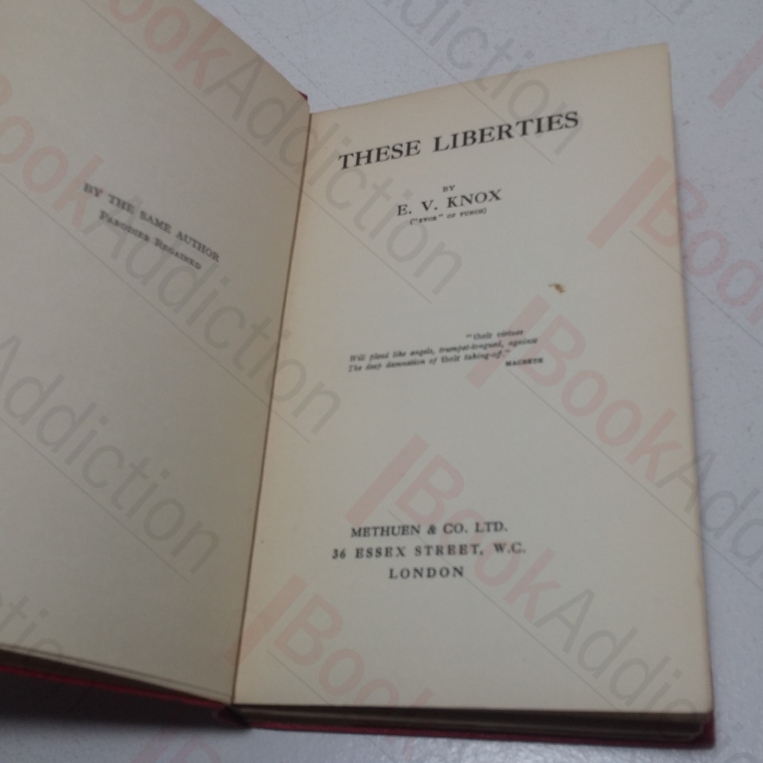 BY THE SAME AUTHOR
PARODIES REGAINED
THESE LIBERTIES
BY
E. V. KNOX
("EVOE" OF PUNCH)
"their virtues
Will plead like angels, trumpet-tongued, against
The deep damnation of their taking-off."
MACBETH
METHUEN & CO. LTD.
36 ESSEX STREET, W.C.
LONDON
BookAddiction